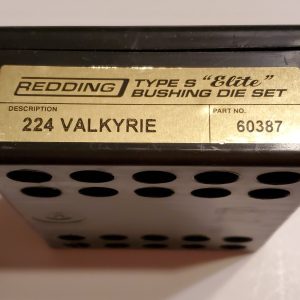 REDDING TYPE S "Elite"
BUSHING DIE SET
DESCRIPTION PART NO.
224 VALKYRIE 60387